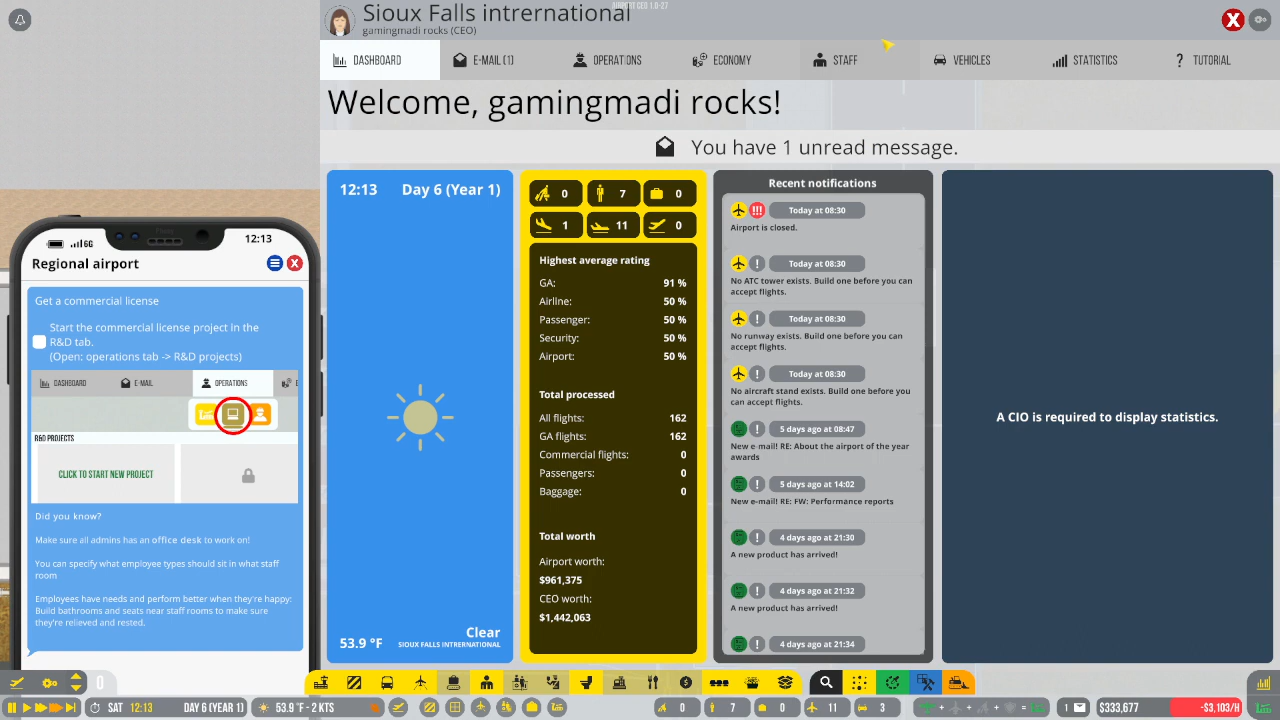 AIRPORT CEO 1.0-27
Sioux Falls intrernational
gamingmadi rocks (CEO)
DASHBOARD
E-MAIL (1)
OPERATIONS
ECONOMY
STAFF
VEHICLES
STATISTICS
TUTORIAL
Welcome, gamingmadi rocks!
You have 1 unread message.
6G
12:13
Regional airport
Get a commercial license
Start the commercial license project in the
R&D tab.
(Open: operations tab -> R&D projects)
DASHBOARD
E-MAIL
OPERATIONS
R&D PROJECTS
CLICK TO START NEW PROJECT
Did you know?
Make sure all admins has an office desk to work on!
You can specify what employee types should sit in what staff
room
Employees have needs and perform better when they're happy:
Build bathrooms and seats near staff rooms to make sure
they're relieved and rested.
12:13 Day 6 (Year 1)
53.9 °F
Clear
SIOUX FALLS INTRERNATIONAL
0 7 0
1 11 0
Highest average rating
GA: 91 %
Airline: 50 %
Passenger: 50 %
Security: 50 %
Airport: 50 %
Total processed
All flights: 162
GA flights: 162
Commercial flights: 0
Passengers: 0
Baggage: 0
Total worth
Airport worth:
$961,375
CEO worth:
$1,442,063
Recent notifications
!!! Today at 08:30
Airport is closed.
! Today at 08:30
No ATC tower exists. Build one before you can
accept flights.
! Today at 08:30
No runway exists. Build one before you can
accept flights.
! Today at 08:30
No aircraft stand exists. Build one before you
can accept flights.
! 5 days ago at 08:47
New e-mail! RE: About the airport of the year
awards
! 5 days ago at 14:02
New e-mail! RE: FW: Performance reports
! 4 days ago at 21:30
A new product has arrived!
! 4 days ago at 21:32
A new product has arrived!
! 4 days ago at 21:34
A CIO is required to display statistics.
0
SAT 12:13 DAY 6 (YEAR 1)
53.9 °F - 2 KTS
0 7 0 11 3
1 $333,677 -$3,103/H